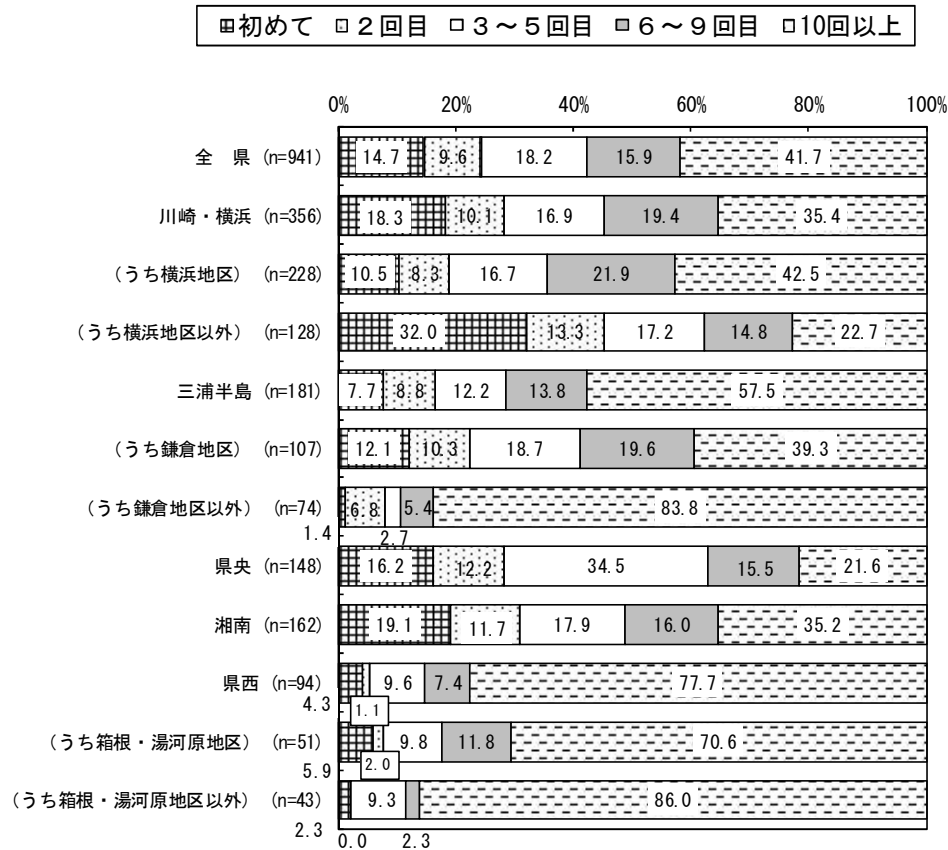 初めて ２回目 ３～５回目 ６～９回目 10回以上
0% 20% 40% 60% 80% 100%
全　県 (n=941) 14.7 9.6 18.2 15.9 41.7
川崎・横浜 (n=356) 18.3 10.1 16.9 19.4 35.4
（うち横浜地区）(n=228) 10.5 8.3 16.7 21.9 42.5
（うち横浜地区以外）(n=128) 32.0 13.3 17.2 14.8 22.7
三浦半島 (n=181) 7.7 8.8 12.2 13.8 57.5
（うち鎌倉地区）(n=107) 12.1 10.3 18.7 19.6 39.3
（うち鎌倉地区以外）(n=74) 6.8 5.4 83.8
1.4 2.7
県央 (n=148) 16.2 12.2 34.5 15.5 21.6
湘南 (n=162) 19.1 11.7 17.9 16.0 35.2
県西 (n=94) 9.6 7.4 77.7
4.3 1.1
（うち箱根・湯河原地区）(n=51) 9.8 11.8 70.6
5.9 2.0
（うち箱根・湯河原地区以外）(n=43) 9.3 86.0
2.3 0.0 2.3